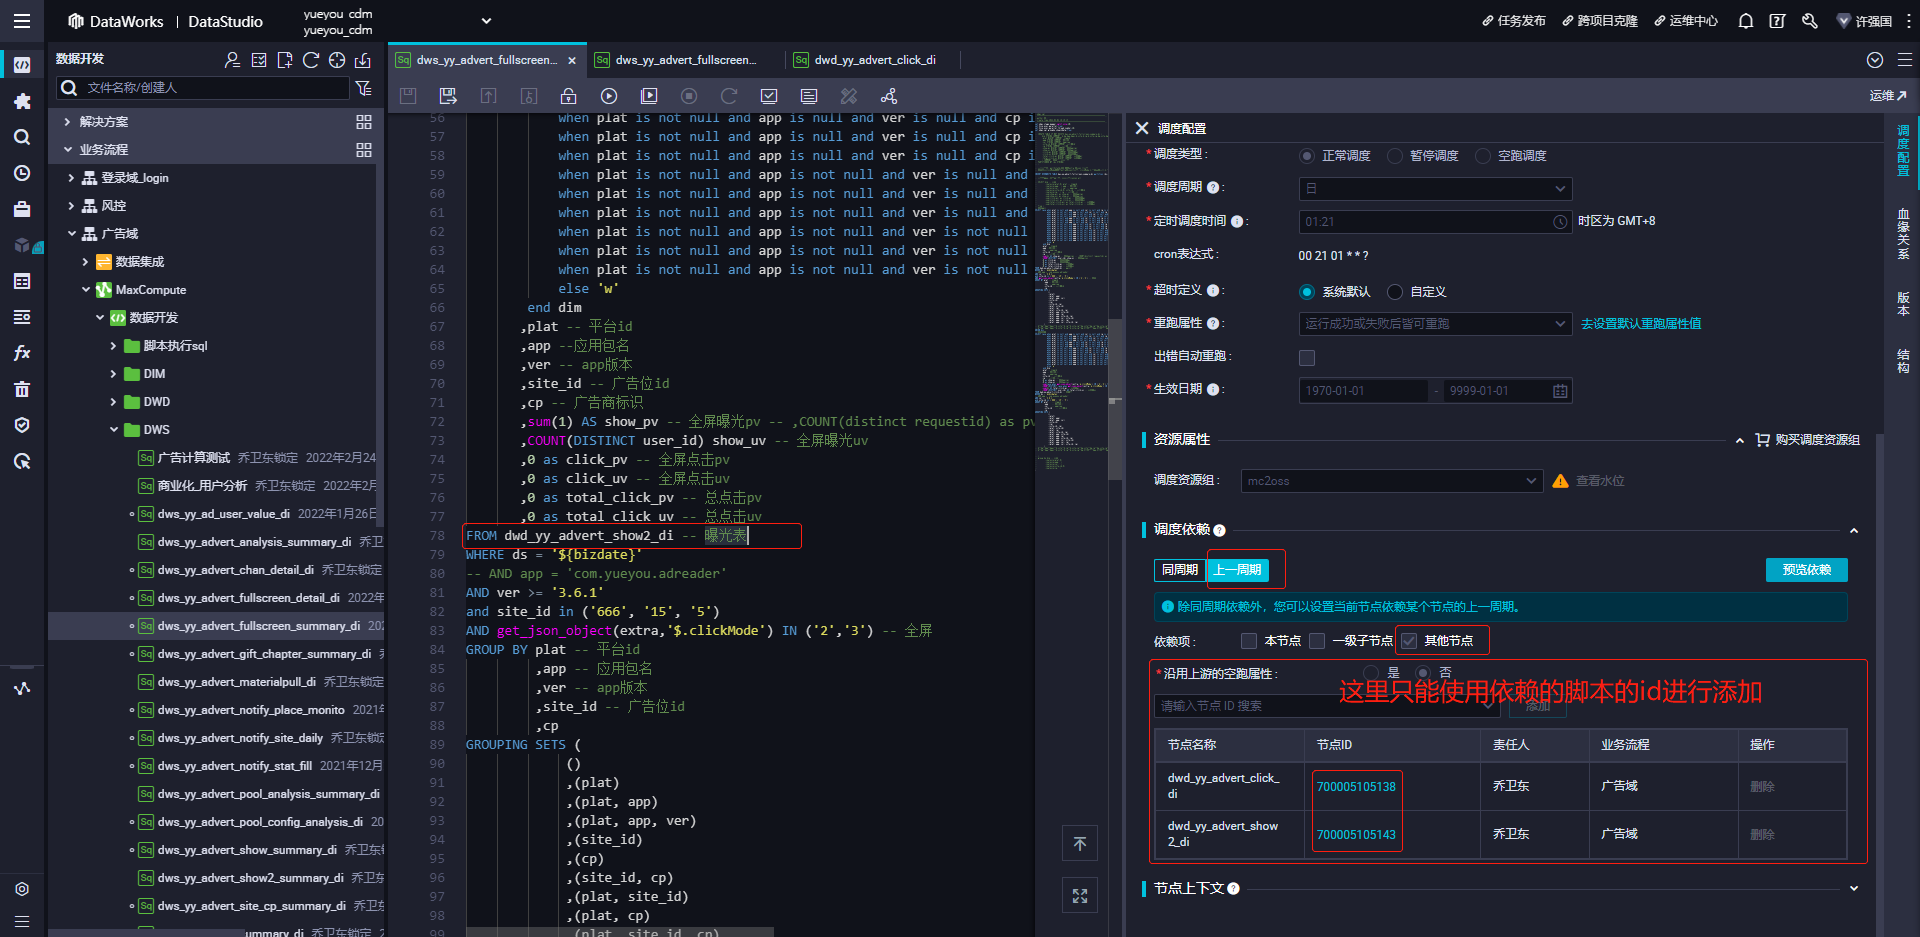 DataWorks | DataStudio
yueyou_cdm
yueyou_cdm
任务发布
跨项目克隆
运维中心
许强国
数据开发
文件名称/创建人
解决方案
业务流程
登录域_login
风控
广告域
数据集成
MaxCompute
数据开发
脚本执行sql
DIM
DWD
DWS
Sq 广告计算测试 乔卫东锁定 2022年2月24
Sq 商业化_用户分析 乔卫东锁定 2022年2月
Sq dws_yy_ad_user_value_di 2022年1月26日
Sq dws_yy_advert_analysis_summary_di 乔卫
Sq dws_yy_advert_chan_detail_di 乔卫东锁定
Sq dws_yy_advert_fullscreen_detail_di 2022年
Sq dws_yy_advert_fullscreen_summary_di 202
Sq dws_yy_advert_gift_chapter_summary_di
Sq dws_yy_advert_materialpull_di 乔卫东锁定
Sq dws_yy_advert_notify_place_monito 2021
Sq dws_yy_advert_notify_site_daily 乔卫东锁定
Sq dws_yy_advert_notify_stat_fill 2021年12月
Sq dws_yy_advert_pool_analysis_summary_di
Sq dws_yy_advert_pool_config_analysis_di 20
Sq dws_yy_advert_show_summary_di 乔卫东
Sq dws_yy_advert_show2_summary_di 乔卫东
Sq dws_yy_advert_site_cp_summary_di 乔卫
summary_di 乔卫东锁定
Sq dws_yy_advert_fullscreen...
Sq dws_yy_advert_fullscreen...
Sq dwd_yy_advert_click_di
运维
56 when plat is not null and app is null and ver is null and cp i
57 when plat is not null and app is null and ver is null and cp i
58 when plat is not null and app is null and ver is null and cp i
59 when plat is not null and app is not null and ver is null and
60 when plat is not null and app is not null and ver is null and
61 when plat is not null and app is not null and ver is null and
62 when plat is not null and app is not null and ver is not null
63 when plat is not null and app is not null and ver is not null
64 when plat is not null and app is not null and ver is not null
65 else 'w'
66 end dim
67 ,plat -- 平台id
68 ,app --应用包名
69 ,ver -- app版本
70 ,site_id -- 广告位id
71 ,cp -- 广告商标识
72 ,sum(1) AS show_pv -- 全屏曝光pv -- ,COUNT(distinct requestid) as pv
73 ,COUNT(DISTINCT user_id) show_uv -- 全屏曝光uv
74 ,0 as click_pv -- 全屏点击pv
75 ,0 as click_uv -- 全屏点击uv
76 ,0 as total_click_pv -- 总点击pv
77 ,0 as total_click_uv -- 总点击uv
78 FROM dwd_yy_advert_show2_di -- 曝光表
79 WHERE ds = '${bizdate}'
80 -- AND app = 'com.yueyou.adreader'
81 AND ver >= '3.6.1'
82 and site_id in ('666', '15', '5')
83 AND get_json_object(extra,'$.clickMode') IN ('2','3') -- 全屏
84 GROUP BY plat -- 平台id
85 ,app -- 应用包名
86 ,ver -- app版本
87 ,site_id -- 广告位id
88 ,cp
89 GROUPING SETS (
90 ()
91 ,(plat)
92 ,(plat, app)
93 ,(plat, app, ver)
94 ,(site_id)
95 ,(cp)
96 ,(site_id, cp)
97 ,(plat, site_id)
98 ,(plat, cp)
99 ,(plat, site_id, cp)
调度配置
*调度类型: 正常调度 暂停调度 空跑调度
*调度周期 : 日
*定时调度时间 : 01:21 时区为 GMT+8
cron表达式: 00 21 01 * * ?
*超时定义 : 系统默认 自定义
*重跑属性 : 运行成功或失败后皆可重跑 去设置默认重跑属性值
出错自动重跑:
*生效日期 : 1970-01-01 - 9999-01-01
资源属性 购买调度资源组
调度资源组: mc2oss 查看水位
调度依赖
同周期 上一周期 预览依赖
除同周期依赖外，您可以设置当前节点依赖某个节点的上一周期。
依赖项: 本节点 一级子节点 其他节点
*沿用上游的空跑属性: 是 否
这里只能使用依赖的脚本的id进行添加
请输入节点 ID 搜索 添加
节点名称 节点ID 责任人 业务流程 操作
dwd_yy_advert_click_
di 700005105138 乔卫东 广告域 删除
dwd_yy_advert_show
2_di 700005105143 乔卫东 广告域 删除
节点上下文
调度配置
血缘关系
版本
结构